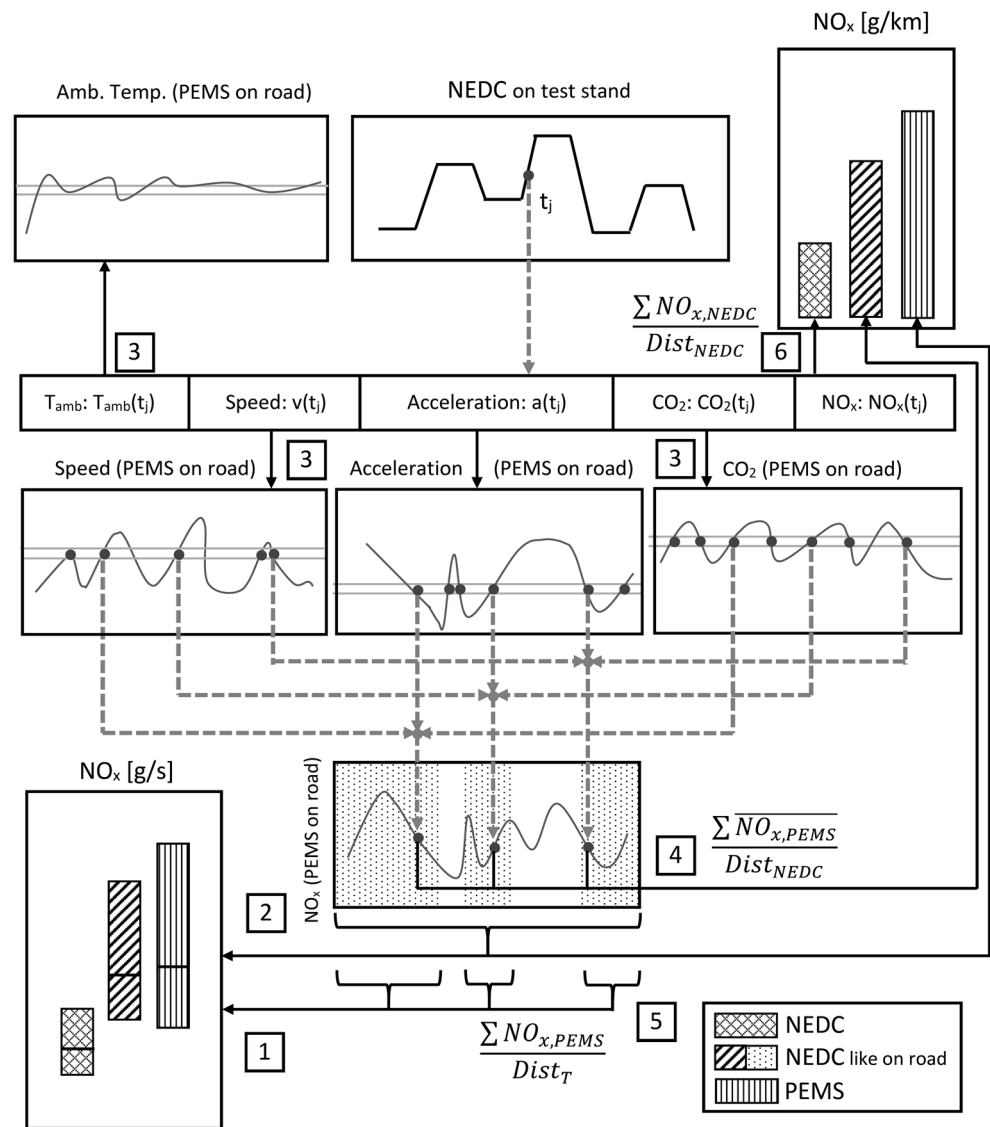 NOₓ [g/km]
Amb. Temp. (PEMS on road)
NEDC on test stand
tⱼ
∑ NOₓ,NEDC
DistNEDC
6
3
Tamb: Tamb(tⱼ)
Speed: v(tⱼ)
Acceleration: a(tⱼ)
CO₂: CO₂(tⱼ)
NOₓ: NOₓ(tⱼ)
3
3
Speed (PEMS on road)
Acceleration (PEMS on road)
CO₂ (PEMS on road)
NOₓ [g/s]
NOₓ (PEMS on road)
4
∑ N̅O̅ₓ,P̅E̅M̅S̅
DistNEDC
2
1
5
∑ NOₓ,PEMS
DistT
NEDC
NEDC like on road
PEMS